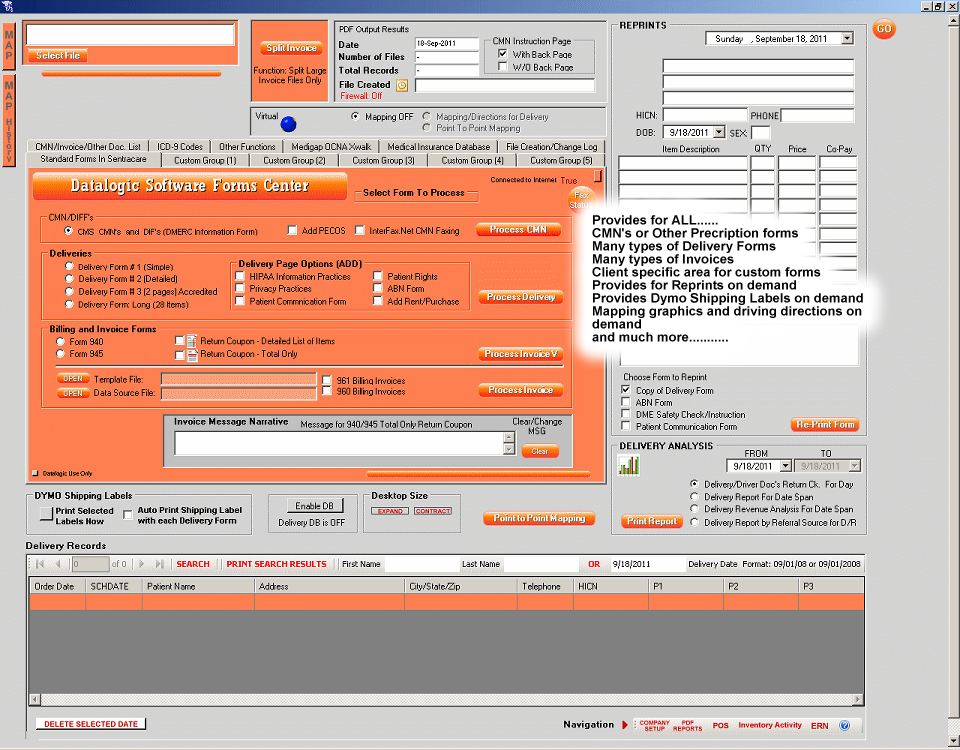 MAP
MAP History
Select File
Split Invoice
Function: Split Large
Invoice Files Only
PDF Output Results
Date
18-Sep-2011
Number of Files
-
Total Records
-
File Created
Firewall: Off
CMN Instruction Page
With Back Page
W/O Back Page
Virtual
Mapping OFF
Mapping/Directions for Delivery
Point To Point Mapping
CMN/Invoice/Other Doc. List
ICD-9 Codes
Other Functions
Medigap OCNA Xwalk
Medical Insurance Database
File Creation/Change Log
Standard Forms In Sentracare
Custom Group (1)
Custom Group (2)
Custom Group (3)
Custom Group (4)
Custom Group (5)
Datalogic Software Forms Center
Select Form To Process
Connected to Internet True
Fax
Status
CMN/DIFF's
CMS CMN's and DIF's (DMERC Information Form)
Add PECOS
InterFax.Net CMN Faxing
Process CMN
Deliveries
Delivery Form # 1 (Simple)
Delivery Form # 2 (Detailed)
Delivery Form # 3 (2 pages) Accredited
Delivery Form: Long (28 Items)
Delivery Page Options (ADD)
HIPAA Information Practices
Privacy Practices
Patient Commnication Form
Patient Rights
ABN Form
Add Rent/Purchase
Process Delivery
Billing and Invoice Forms
Form 940
Form 945
Return Coupon - Detailed List of Items
Return Coupon - Total Only
Process Invoice V
OPEN
Template File:
OPEN
Data Source File:
961 Billing Invoices
960 Billing Invoices
Process Invoice
Invoice Message Narrative
Message for 940/945 Total Only Return Coupon
Clear/Change
MSG
Clear
Datalogic Use Only
DYMO Shipping Labels
Print Selected
Labels Now
Auto Print Shipping Label
with each Delivery Form
Enable DB
Delivery DB is OFF
Desktop Size
EXPAND
CONTRACT
Point to Point Mapping
REPRINTS
Sunday , September 18, 2011
GO
HICN:
PHONE
DOB:
9/18/2011
SEX:
Item Description
QTY
Price
Co-Pay
Provides for ALL......
CMN's or Other Precription forms
Many types of Delivery Forms
Many types of Invoices
Client specific area for custom forms
Provides for Reprints on demand
Provides Dymo Shipping Labels on demand
Mapping graphics and driving directions on
demand
and much more...........
Choose Form to Reprint
Copy of Delivery Form
ABN Form
DME Safety Check/Instruction
Patient Communication Form
Re-Print Form
DELIVERY ANALYSIS
FROM
TO
9/18/2011
9/18/2011
Delivery/Driver Doc's Return Ck. For Day
Delivery Report For Date Span
Delivery Revenue Analysis For Date Span
Delivery Report by Referral Source for D/R
Print Report
Delivery Records
0
of 0
SEARCH
PRINT SEARCH RESULTS
First Name
Last Name
OR
9/18/2011
Delivery Date Format: 09/01/08 or 09/01/2008
Order Date
SCHDATE
Patient Name
Address
City/State/Zip
Telephone
HICN
P1
P2
P3
DELETE SELECTED DATE
Navigation
COMPANY
SETUP
PDF
REPORTS
POS
Inventory Activity
ERN
?